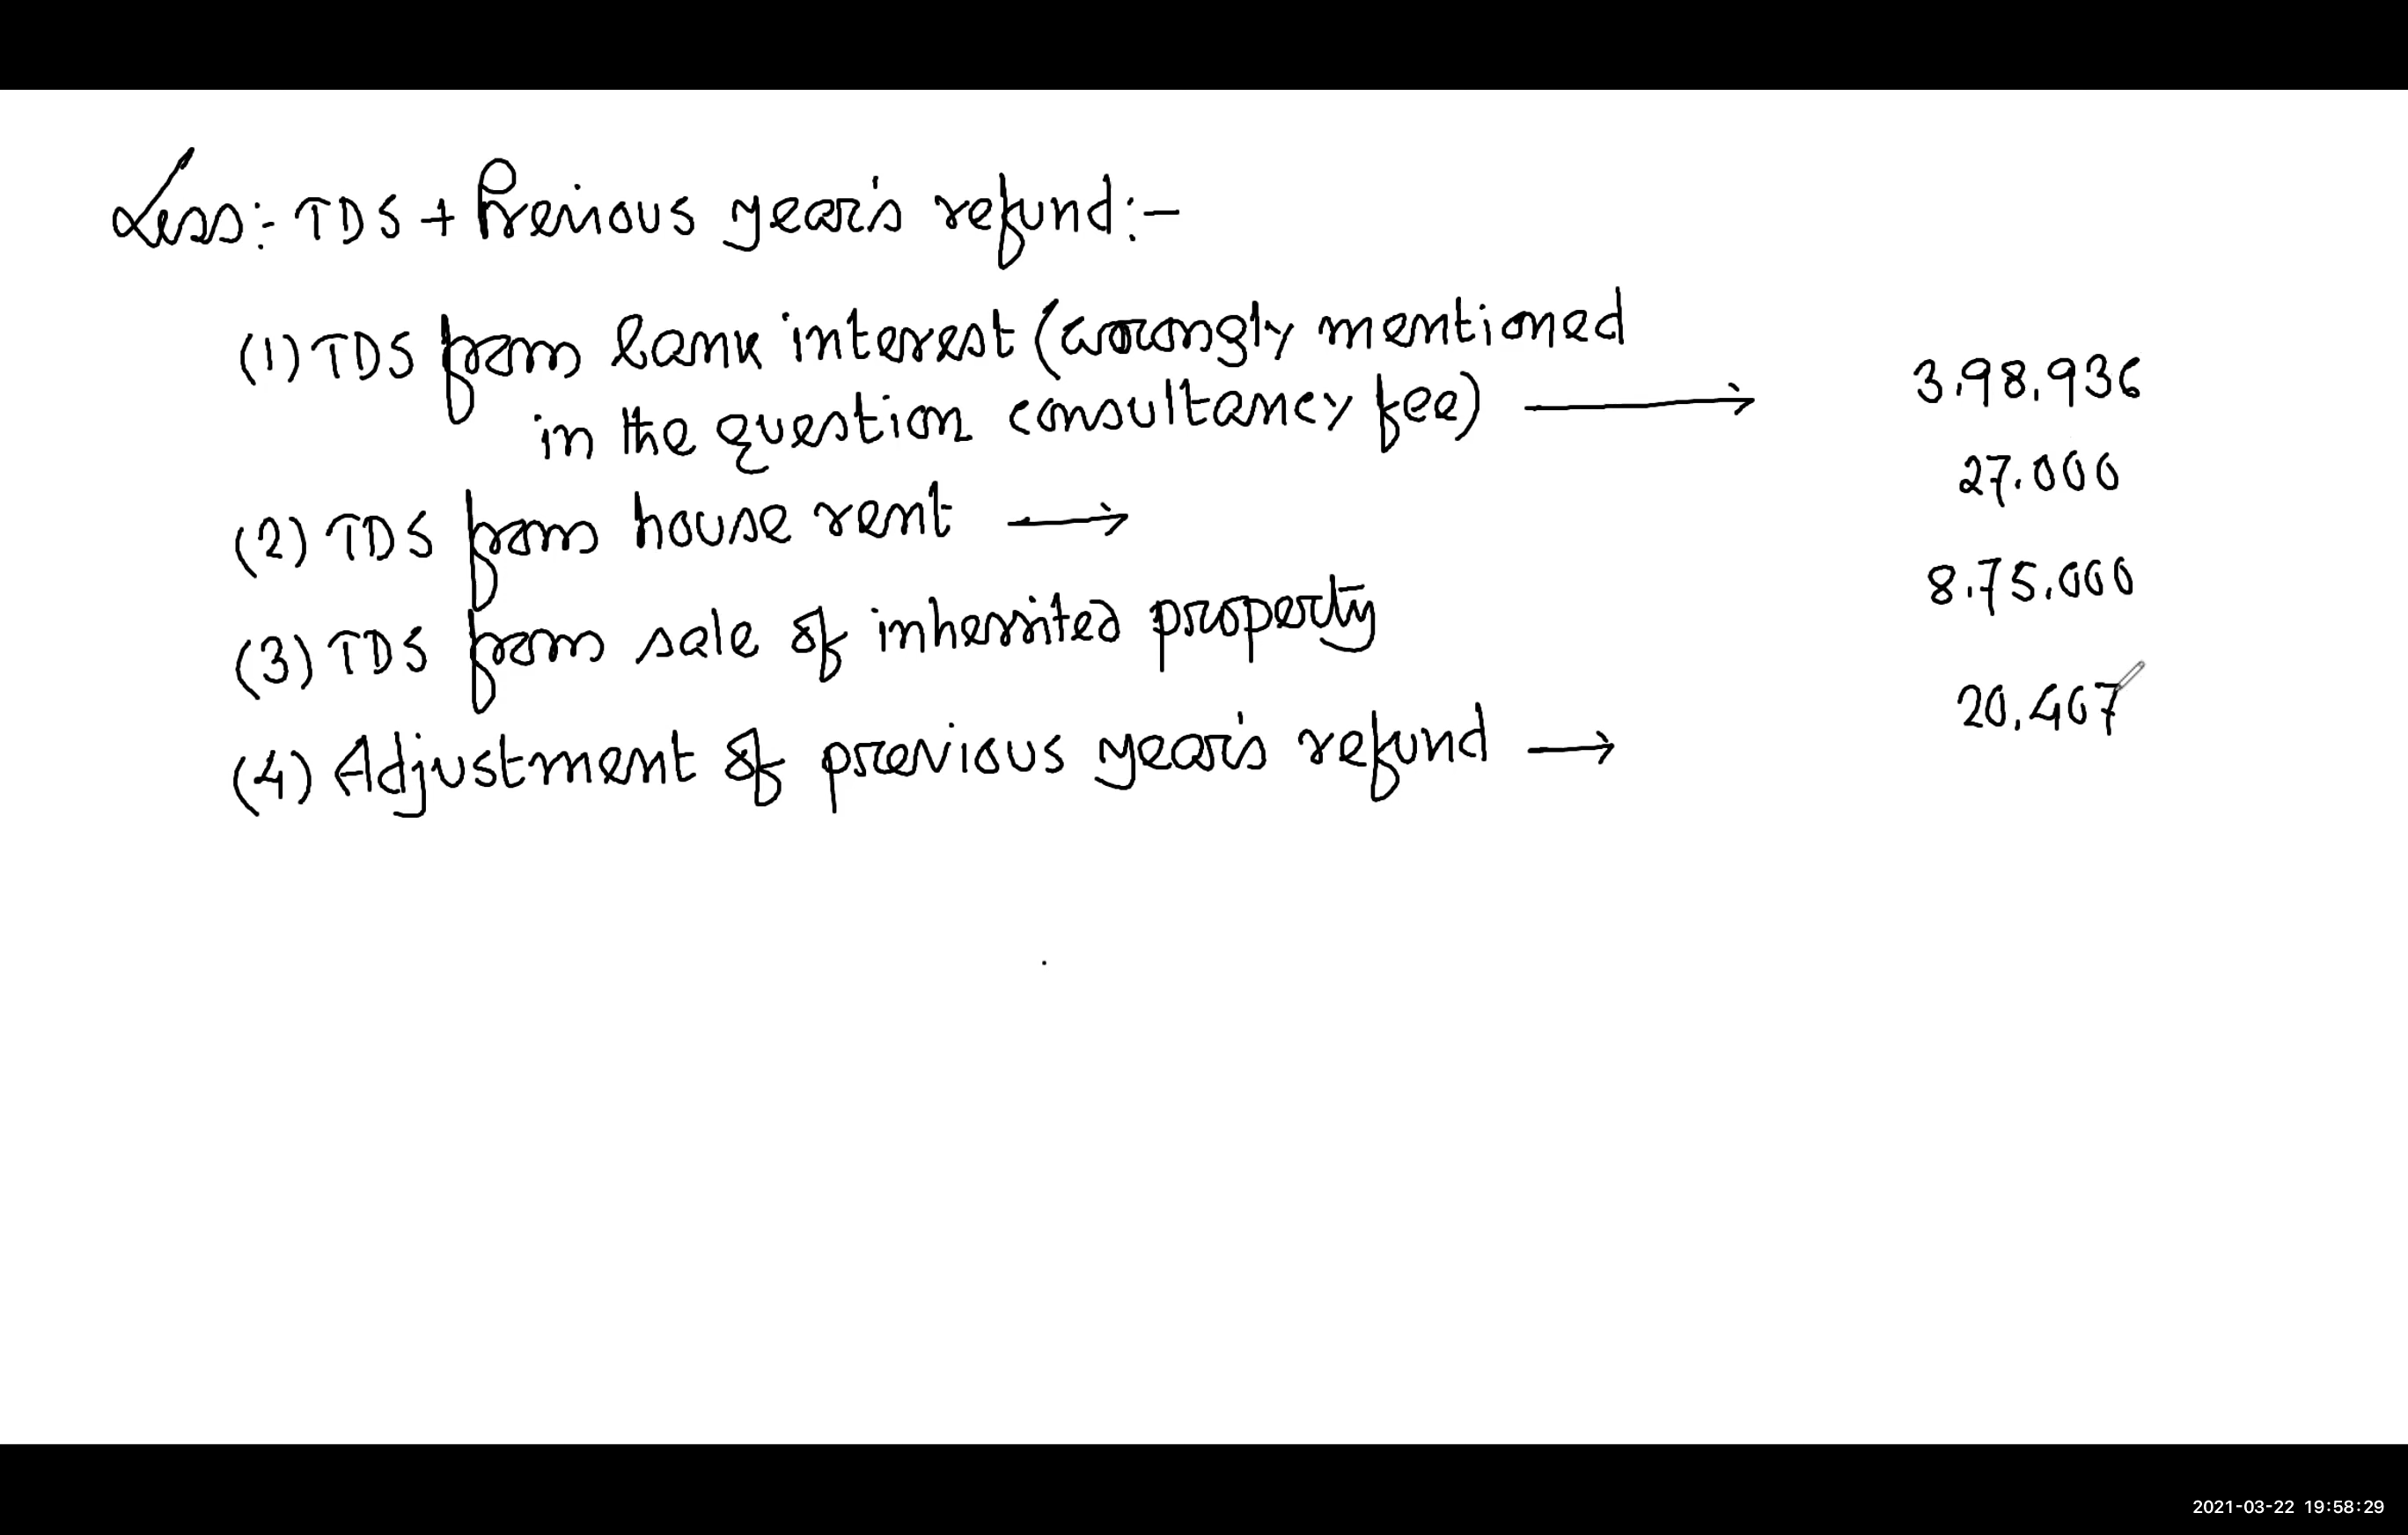 Less:- TDS + Previous year's refund:-
(1) TDS from bank interest (wrongly mentioned
in the question consultancy fee) → 3,98,936
27,000
(2) TDS from house rent →
8,75,000
(3) TDS from sale of inherited property
20,407
(4) Adjustment of previous year's refund →
2021-03-22 19:58:29